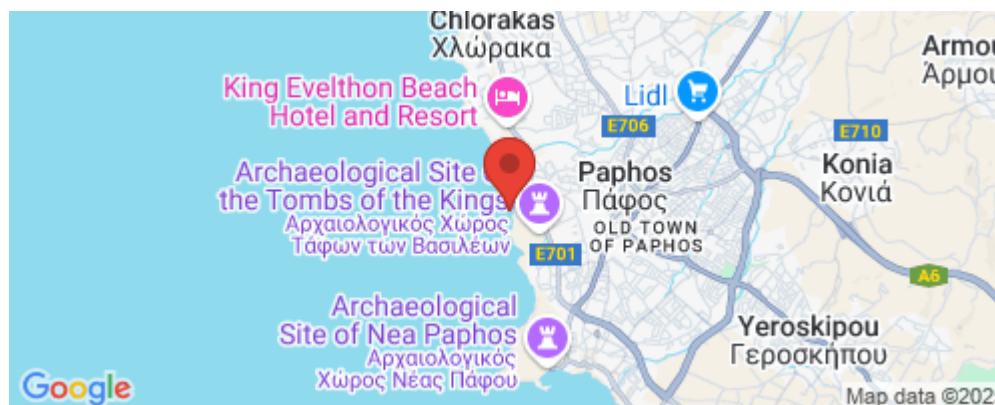 Chlorakas
Χλώρακα
King Evelthon Beach
Hotel and Resort
Lidl
E706
E710
Konia
Κονιά
Archaeological Site
the Tombs of the Kings
Αρχαιολογικός Χώρος
Τάφων των Βασιλέων
Paphos
Πάφος
OLD TOWN
OF PAPHOS
E701
A6
Archaeological
Site of Nea Paphos
Αρχαιολογικός
Χώρος Νέας Πάφου
Yeroskipou
Γεροσκήπου
Google
Map data ©202